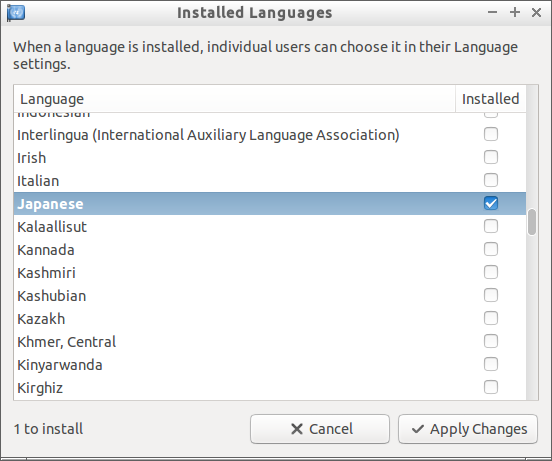 Installed Languages
When a language is installed, individual users can choose it in their Language
settings.
Language Installed
Indonesian
Interlingua (International Auxiliary Language Association)
Irish
Italian
Japanese
Kalaallisut
Kannada
Kashmiri
Kashubian
Kazakh
Khmer, Central
Kinyarwanda
Kirghiz
1 to install Cancel Apply Changes